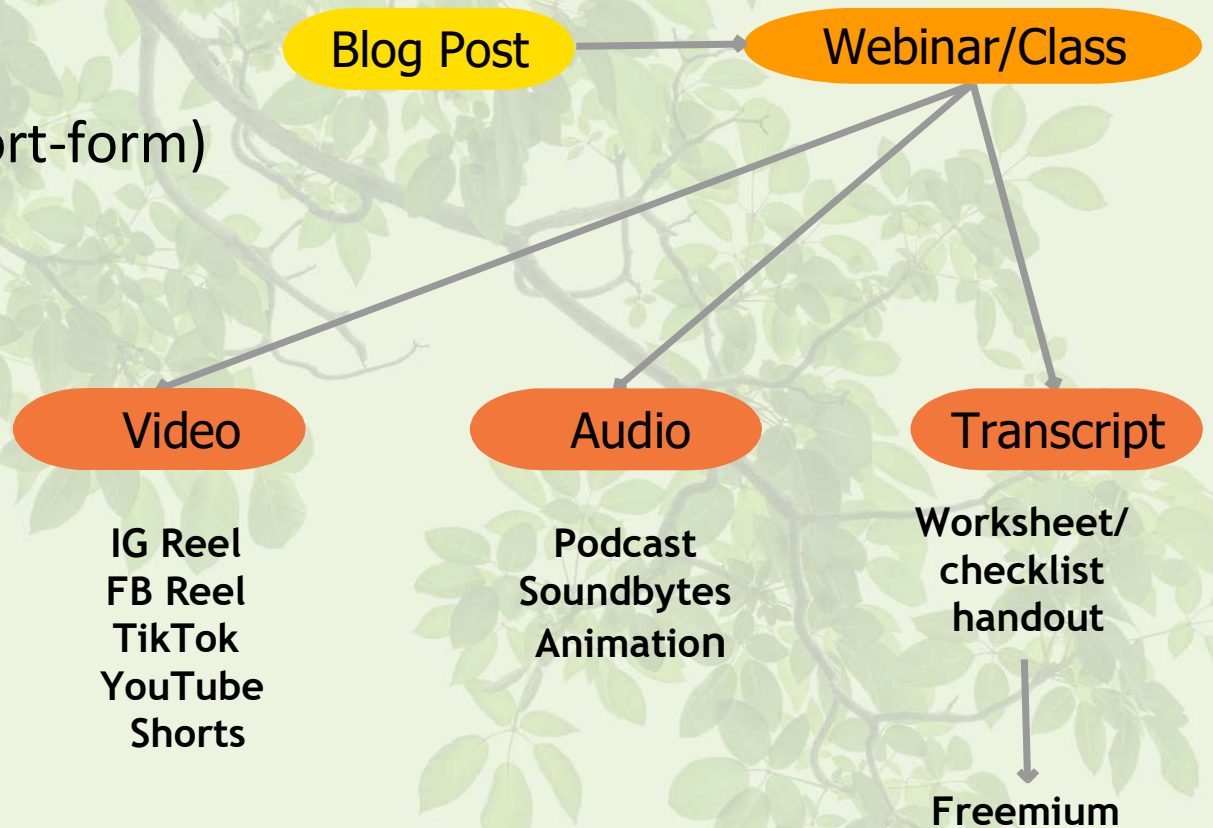 Blog Post
Webinar/Class
ort-form)
Video
Audio
Transcript
IG Reel
FB Reel
TikTok
YouTube
Shorts
Podcast
Soundbytes
Animation
Worksheet/
checklist
handout
Freemium